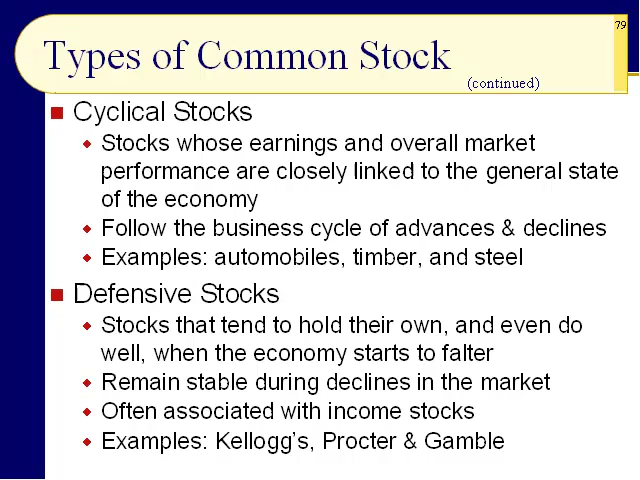 79
Types of Common Stock
(continued)
Cyclical Stocks
Stocks whose earnings and overall market
performance are closely linked to the general state
of the economy
Follow the business cycle of advances & declines
Examples: automobiles, timber, and steel
Defensive Stocks
Stocks that tend to hold their own, and even do
well, when the economy starts to falter
Remain stable during declines in the market
Often associated with income stocks
Examples: Kellogg's, Procter & Gamble